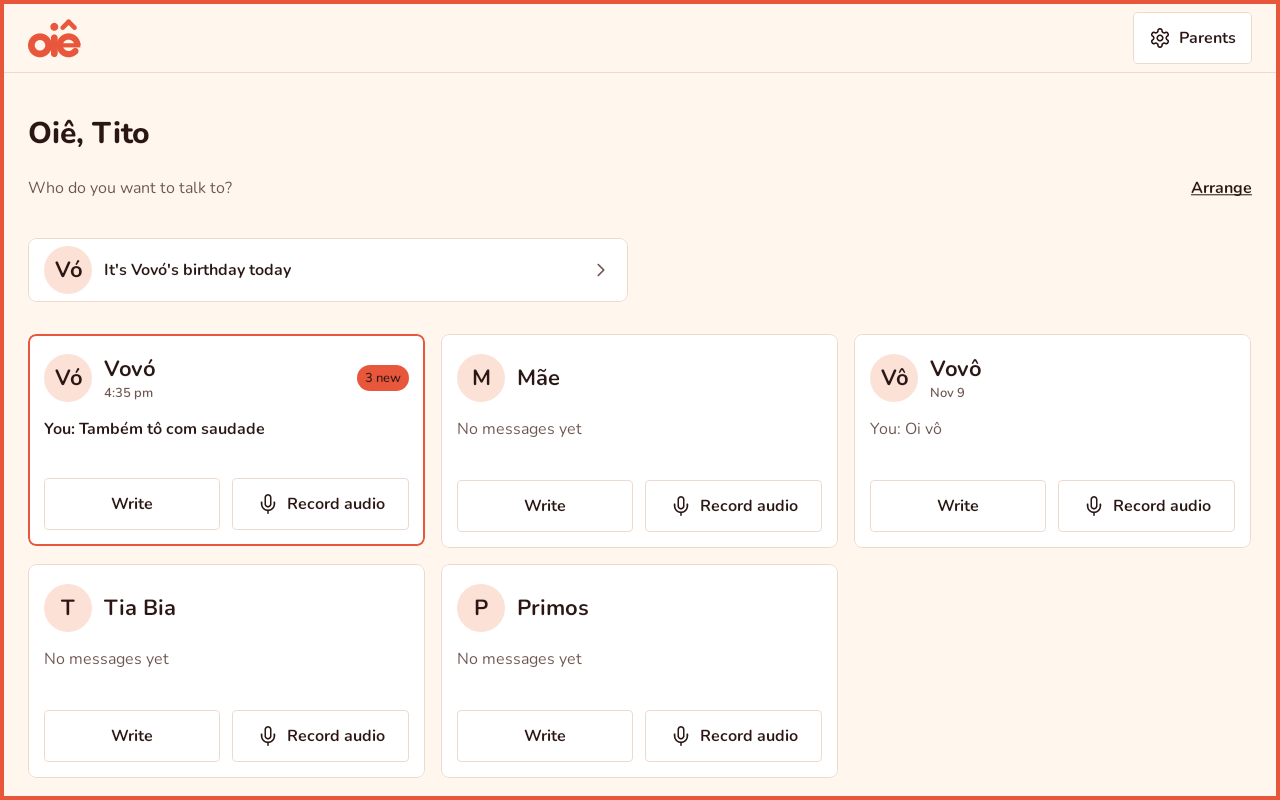 oiê
Parents
Oiê, Tito
Who do you want to talk to?
Arrange
Vó
It's Vovó's birthday today
Vó
Vovó
4:35 pm
3 new
You: Também tô com saudade
Write
Record audio
M
Mãe
No messages yet
Write
Record audio
Vô
Vovô
Nov 9
You: Oi vô
Write
Record audio
T
Tia Bia
No messages yet
Write
Record audio
P
Primos
No messages yet
Write
Record audio